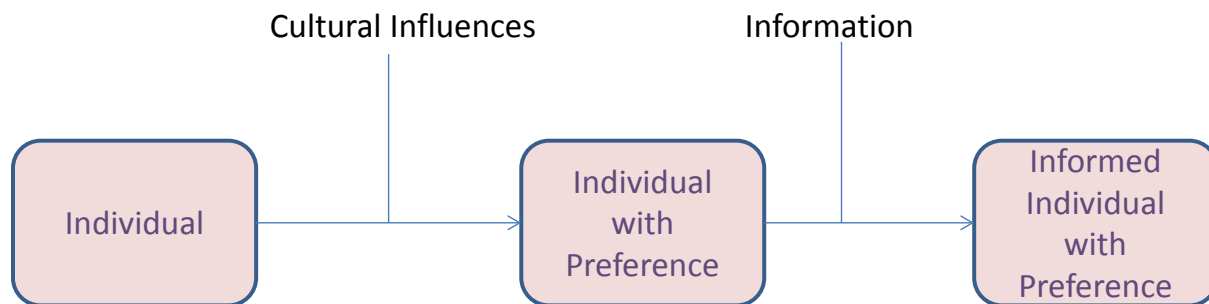 Cultural Influences
Information
Individual
Individual
with
Preference
Informed
Individual
with
Preference